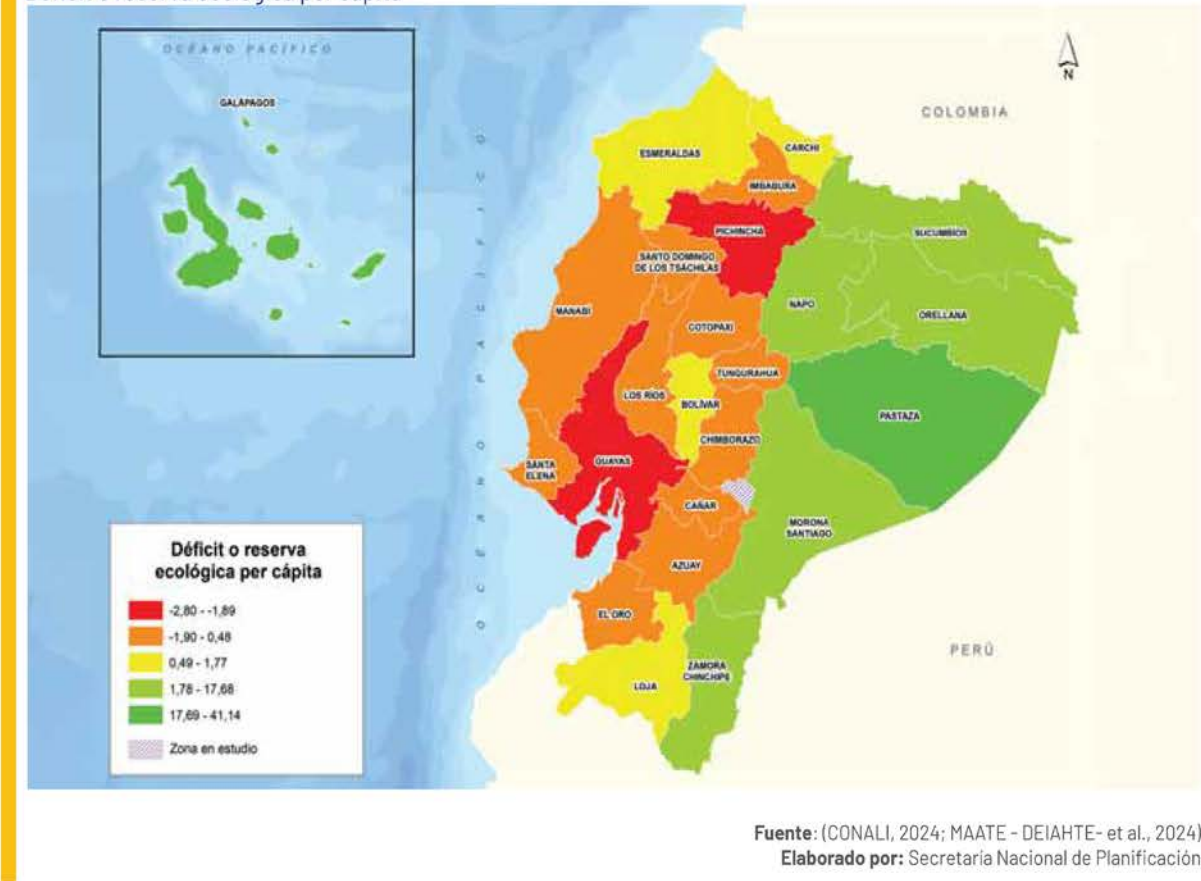 OCÉANO PACÍFICO
GALÁPAGOS
N
COLOMBIA
ESMERALDAS
CARCHI
IMBABURA
PICHINCHA
SUCUMBÍOS
SANTO DOMINGO
DE LOS TSÁCHILAS
NAPO
ORELLANA
MANABÍ
COTOPAXI
TUNGURAHUA
LOS RÍOS
BOLÍVAR
PASTAZA
CHIMBORAZO
SANTA
ELENA
GUAYAS
CAÑAR
MORONA
SANTIAGO
AZUAY
EL ORO
ZAMORA
CHINCHIPE
LOJA
PERÚ
OCÉANO PACÍFICO
Déficit o reserva
ecológica per cápita
-2,80 - -1,89
-1,90 - 0,48
0,49 - 1,77
1,78 - 17,68
17,69 - 41,14
Zona en estudio
Fuente: (CONALI, 2024; MAATE - DEIAHTE- et al., 2024)
Elaborado por: Secretaría Nacional de Planificación